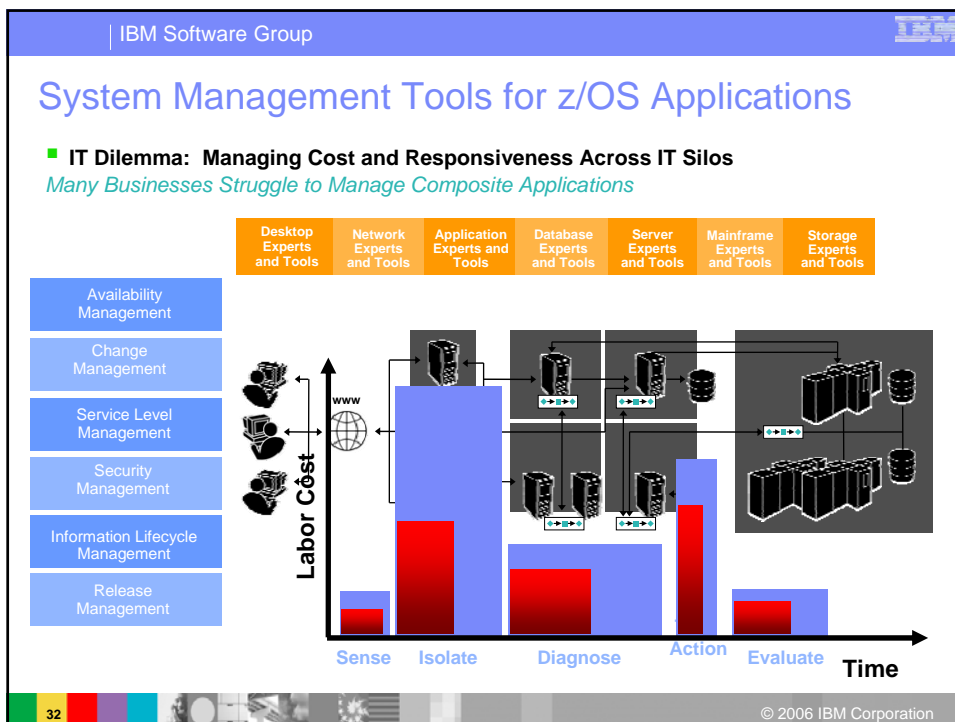 IBM Software Group
IBM
System Management Tools for z/OS Applications
IT Dilemma: Managing Cost and Responsiveness Across IT Silos
Many Businesses Struggle to Manage Composite Applications
Desktop
Experts
and Tools
Network
Experts
and Tools
Application
Experts and
Tools
Database
Experts
and Tools
Server
Experts
and Tools
Mainframe
Experts
and Tools
Storage
Experts
and Tools
Availability
Management
Change
Management
Service Level
Management
Security
Management
Information Lifecycle
Management
Release
Management
www
Labor Cost
Sense
Isolate
Diagnose
Action
Evaluate
Time
32
© 2006 IBM Corporation